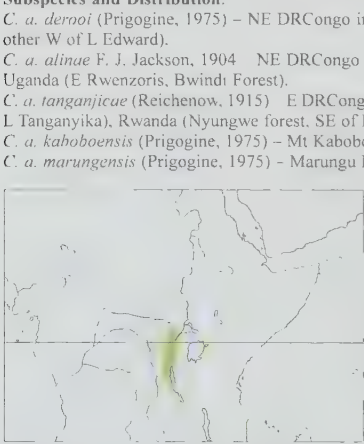 Subspecies and Distribution.
C. a. derooi (Prigogine, 1975) – NE DRCongo i
other W of L Edward).
C. a. alinae F. J. Jackson, 1904 NE DRCongo
Uganda (E Rwenzoris, Bwindi Forest).
C. a. tanganjicae (Reichenow, 1915) E DRCong
L Tanganyika), Rwanda (Nyungwe forest, SE of
C. a. kaboboensis (Prigogine, 1975) – Mt Kabob
C. a. marungensis (Prigogine, 1975) – Marungu